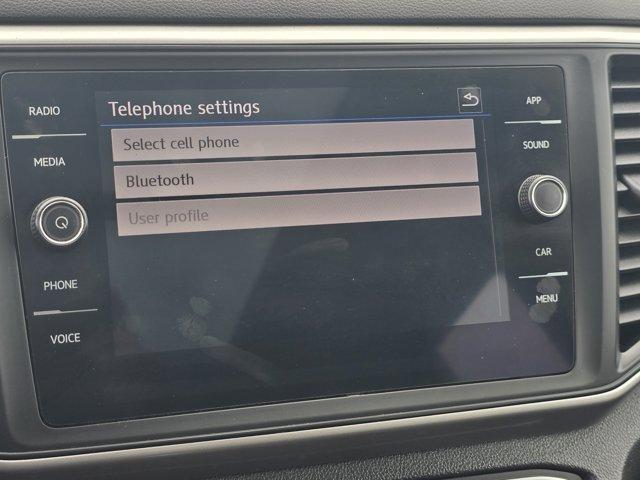 RADIO
MEDIA
PHONE
VOICE
Telephone settings
Select cell phone
Bluetooth
User profile
APP
SOUND
CAR
MENU